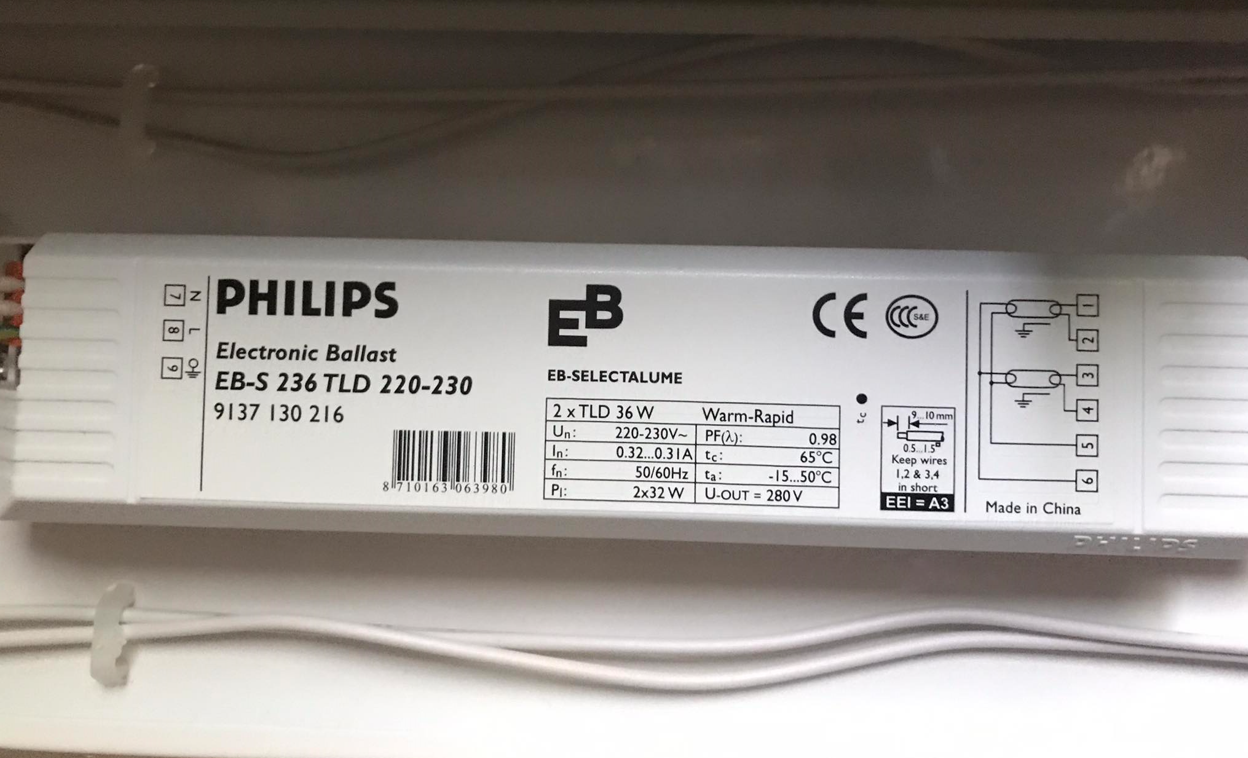 7 N
8 L
9
PHILIPS
Electronic Ballast
EB-S 236 TLD 220-230
9137 130 216
8 710163 063980
EB
EB-SELECTALUME
2 x TLD 36 W Warm-Rapid
Un: 220-230V~ PF(λ): 0.98
In: 0.32...0.31A tc: 65°C
fn: 50/60Hz ta: -15...50°C
Pl: 2x32 W U-OUT = 280 V
CE CCC S&E
tc
9...10 mm
0.5...1.5□
Keep wires
1,2 & 3,4
in short
EEI = A3
1
2
3
4
5
6
Made in China
PHILIPS